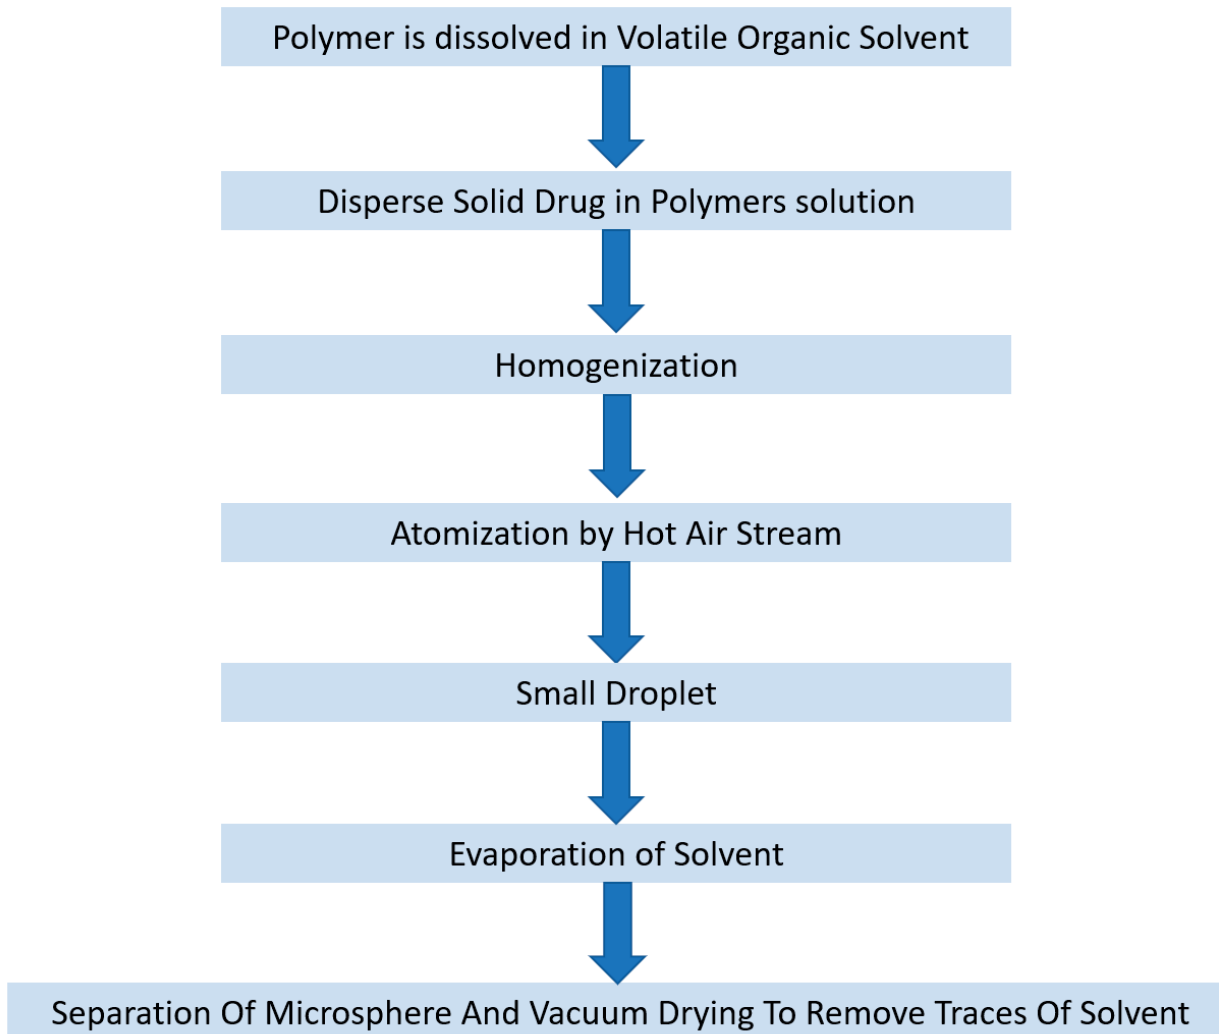 Polymer is dissolved in Volatile Organic Solvent
Disperse Solid Drug in Polymers solution
Homogenization
Atomization by Hot Air Stream
Small Droplet
Evaporation of Solvent
Separation Of Microsphere And Vacuum Drying To Remove Traces Of Solvent